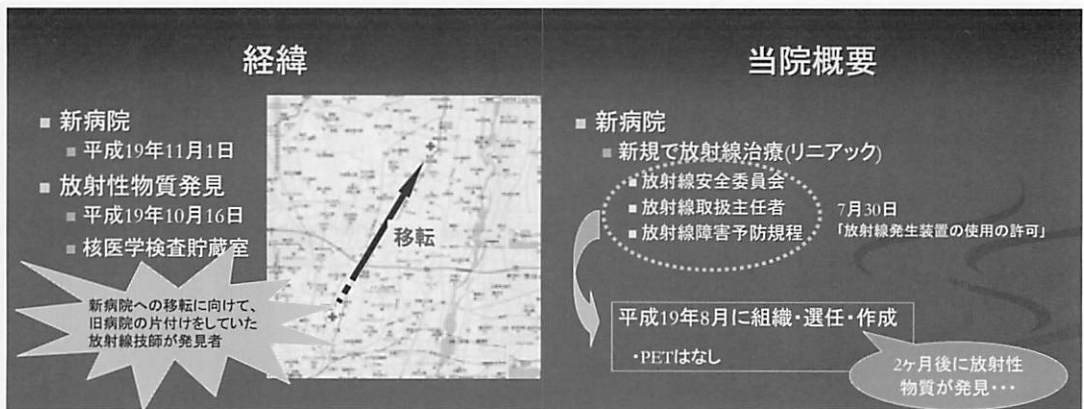 経緯
■ 新病院
■ 平成19年11月1日
■ 放射性物質発見
■ 平成19年10月16日
■ 核医学検査貯蔵室
新病院への移転に向けて、
旧病院の片付けをしていた
放射線技師が発見者
移転
当院概要
■ 新病院
■ 新規で放射線治療(リニアック)
■ 放射線安全委員会
■ 放射線取扱主任者
■ 放射線障害予防規程
7月30日
「放射線発生装置の使用の許可」
平成19年8月に組織・選任・作成
・PETはなし
2ヶ月後に放射性
物質が発見・・・